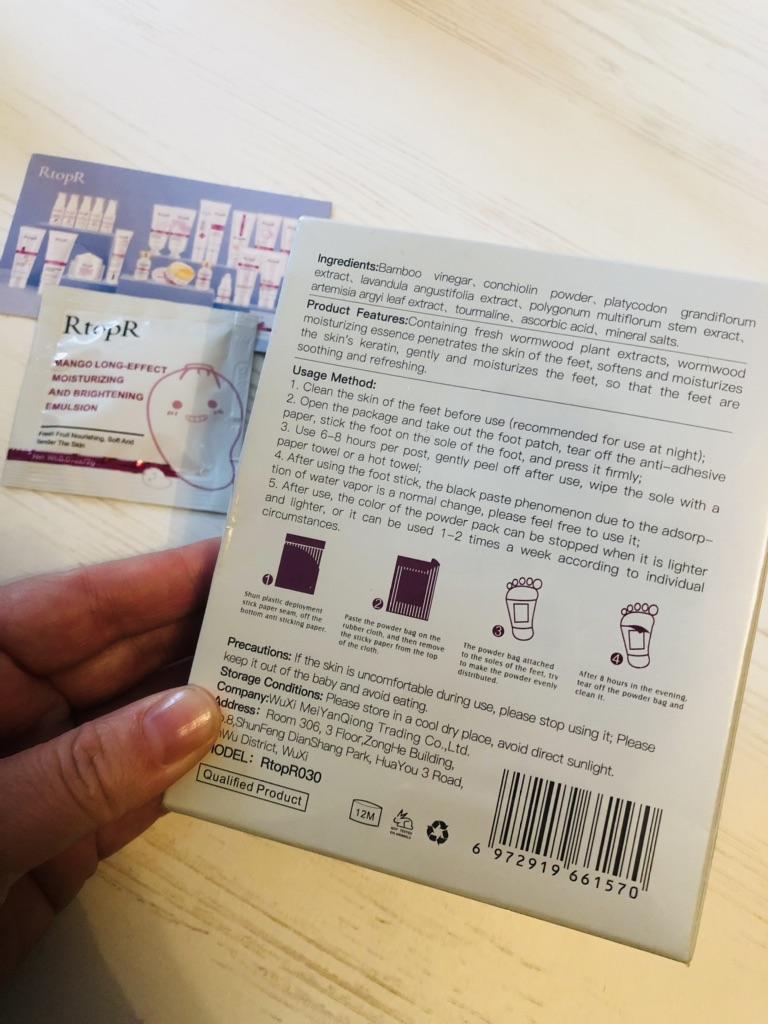 RtopR
RtopR
MANGO LONG-EFFECT
MOISTURIZING
AND BRIGHTENING
EMULSION
Fresh Fruit Nourishing, Soft And
Tender The Skin
Ingredients:Bamboo vinegar、conchiolin powder、platycodon grandiflorum
extract、lavandula angustifolia extract、polygonum multiflorum stem exract、
artemisia argyi leaf extract、tourmaline、ascorbic acid、mineral salts.
Product Features:Containing fresh wormwood plant extracts, wormwood
moisturizing essence penetrates the skin of the feet, softens and moisturizes
the skin's keratin, gently and moisturizes the feet, so that the feet are
soothing and refreshing.
Usage Method:
1. Clean the skin of the feet before use (recommended for use at night);
2. Open the package and take out the foot patch, tear off the anti-adhesive
paper, stick the foot on the sole of the foot, and press it firmly;
3. Use 6-8 hours per post, gently peel off after use, wipe the sole with a
paper towel or a hot towel;
4. After using the foot stick, the black paste phenomenon due to the adsorp-
tion of water vapor is a normal change, please feel free to use it;
5. After use, the color of the powder pack can be stopped when it is lighter
and lighter, or it can be used 1-2 times a week according to individual
circumstances.
1
2
3
4
Shun plastic deployment
stick paper seam, off the
bottom anti sticking paper.
Paste the powder bag on the
rubber cloth, and then remove
the sticky paper from the top
of the cloth.
The powder bag attached
to the soles of the feet, try
to make the powder evenly
distributed.
After 8 hours in the evening,
tear off the powder bag and
clean it.
Precautions: If the skin is uncomfortable during use, please stop using it; Please
keep it out of the baby and avoid eating.
Storage Conditions: Please store in a cool dry place, avoid direct sunlight.
Company:WuXi MeiYanQiong Trading Co.,Ltd.
Address: Room 306, 3 Floor,ZongHe Building,
.8,ShunFeng DianShang Park, HuaYou 3 Road,
nWu District, WuXi
MODEL: RtopR030
Qualified Product
12M
NOT TESTED
ON ANIMALS
6 972919 661570